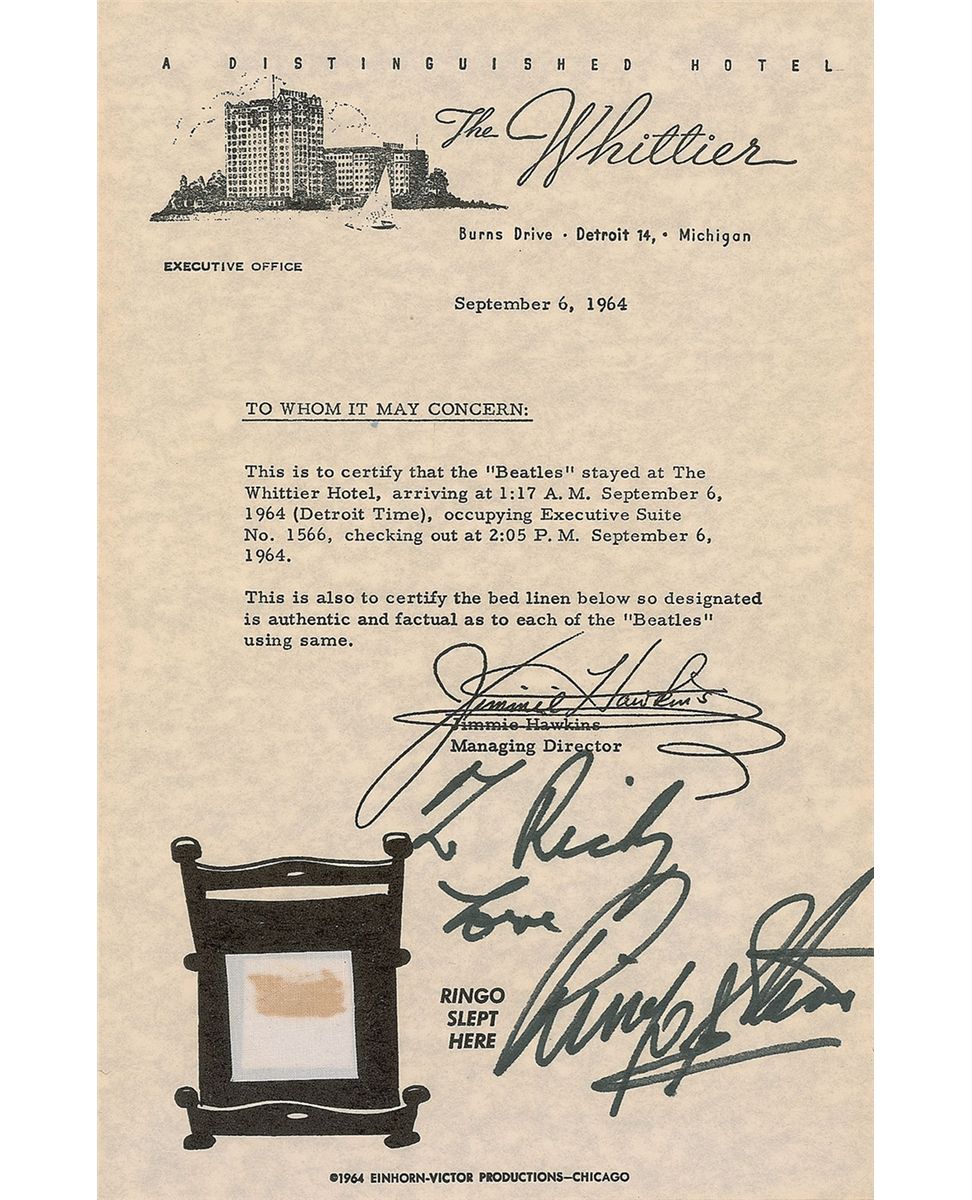 A DISTINGUISHED HOTEL
The Whittier
Burns Drive · Detroit 14, · Michigan
EXECUTIVE OFFICE
September 6, 1964
TO WHOM IT MAY CONCERN:
This is to certify that the "Beatles" stayed at The
Whittier Hotel, arriving at 1:17 A. M. September 6,
1964 (Detroit Time), occupying Executive Suite
No. 1566, checking out at 2:05 P. M. September 6,
1964.
This is also to certify the bed linen below so designated
is authentic and factual as to each of the "Beatles"
using same.
Jimmie Hawkins
Jimmie Hawkins
Managing Director
To Ricky
Love
Ringo Starr
RINGO
SLEPT
HERE
©1964 EINHORN-VICTOR PRODUCTIONS—CHICAGO